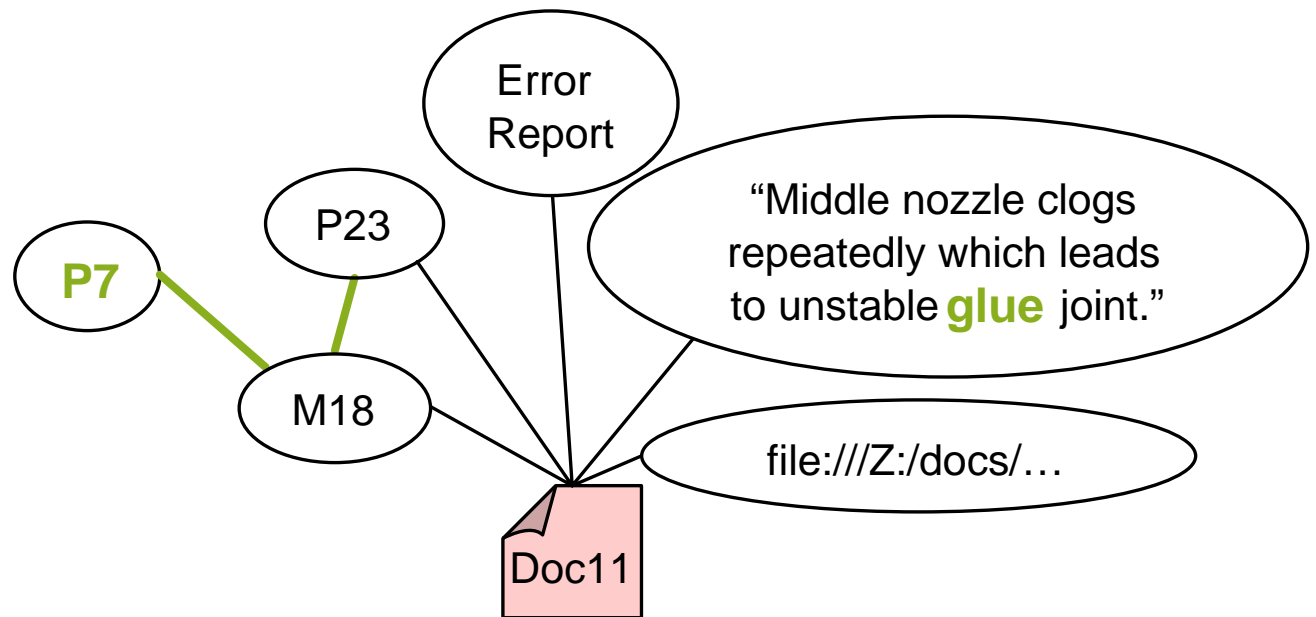 Error
Report
“Middle nozzle clogs
repeatedly which leads
to unstable glue joint.”
P23
P7
M18
file:///Z:/docs/…
Doc11